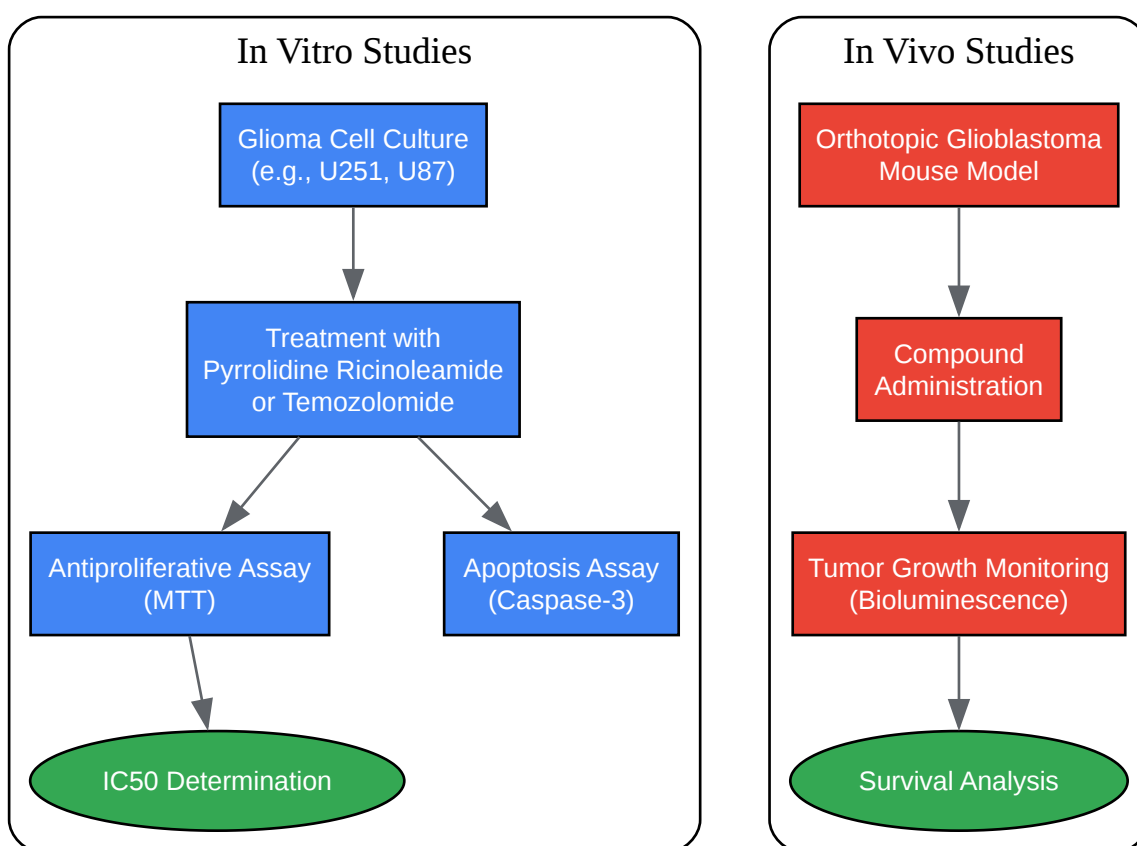 In Vitro Studies
Glioma Cell Culture
(e.g., U251, U87)
Treatment with
Pyrrolidine Ricinoleamide
or Temozolomide
Antiproliferative Assay
(MTT)
Apoptosis Assay
(Caspase-3)
IC50 Determination
In Vivo Studies
Orthotopic Glioblastoma
Mouse Model
Compound
Administration
Tumor Growth Monitoring
(Bioluminescence)
Survival Analysis